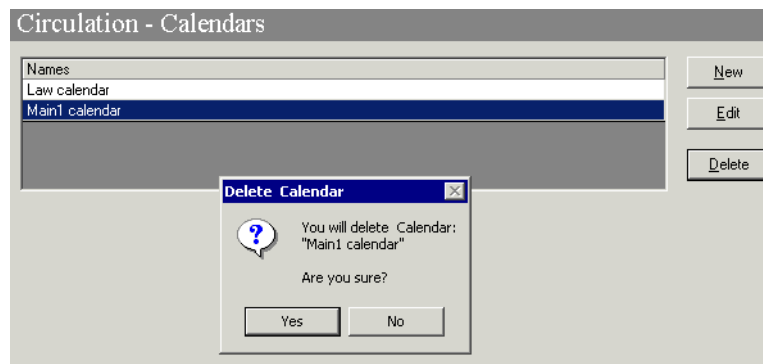 Circulation - Calendars
Names
Law calendar
Main1 calendar
New
Edit
Delete
Delete Calendar
You will delete Calendar:
"Main1 calendar"
Are you sure?
Yes
No